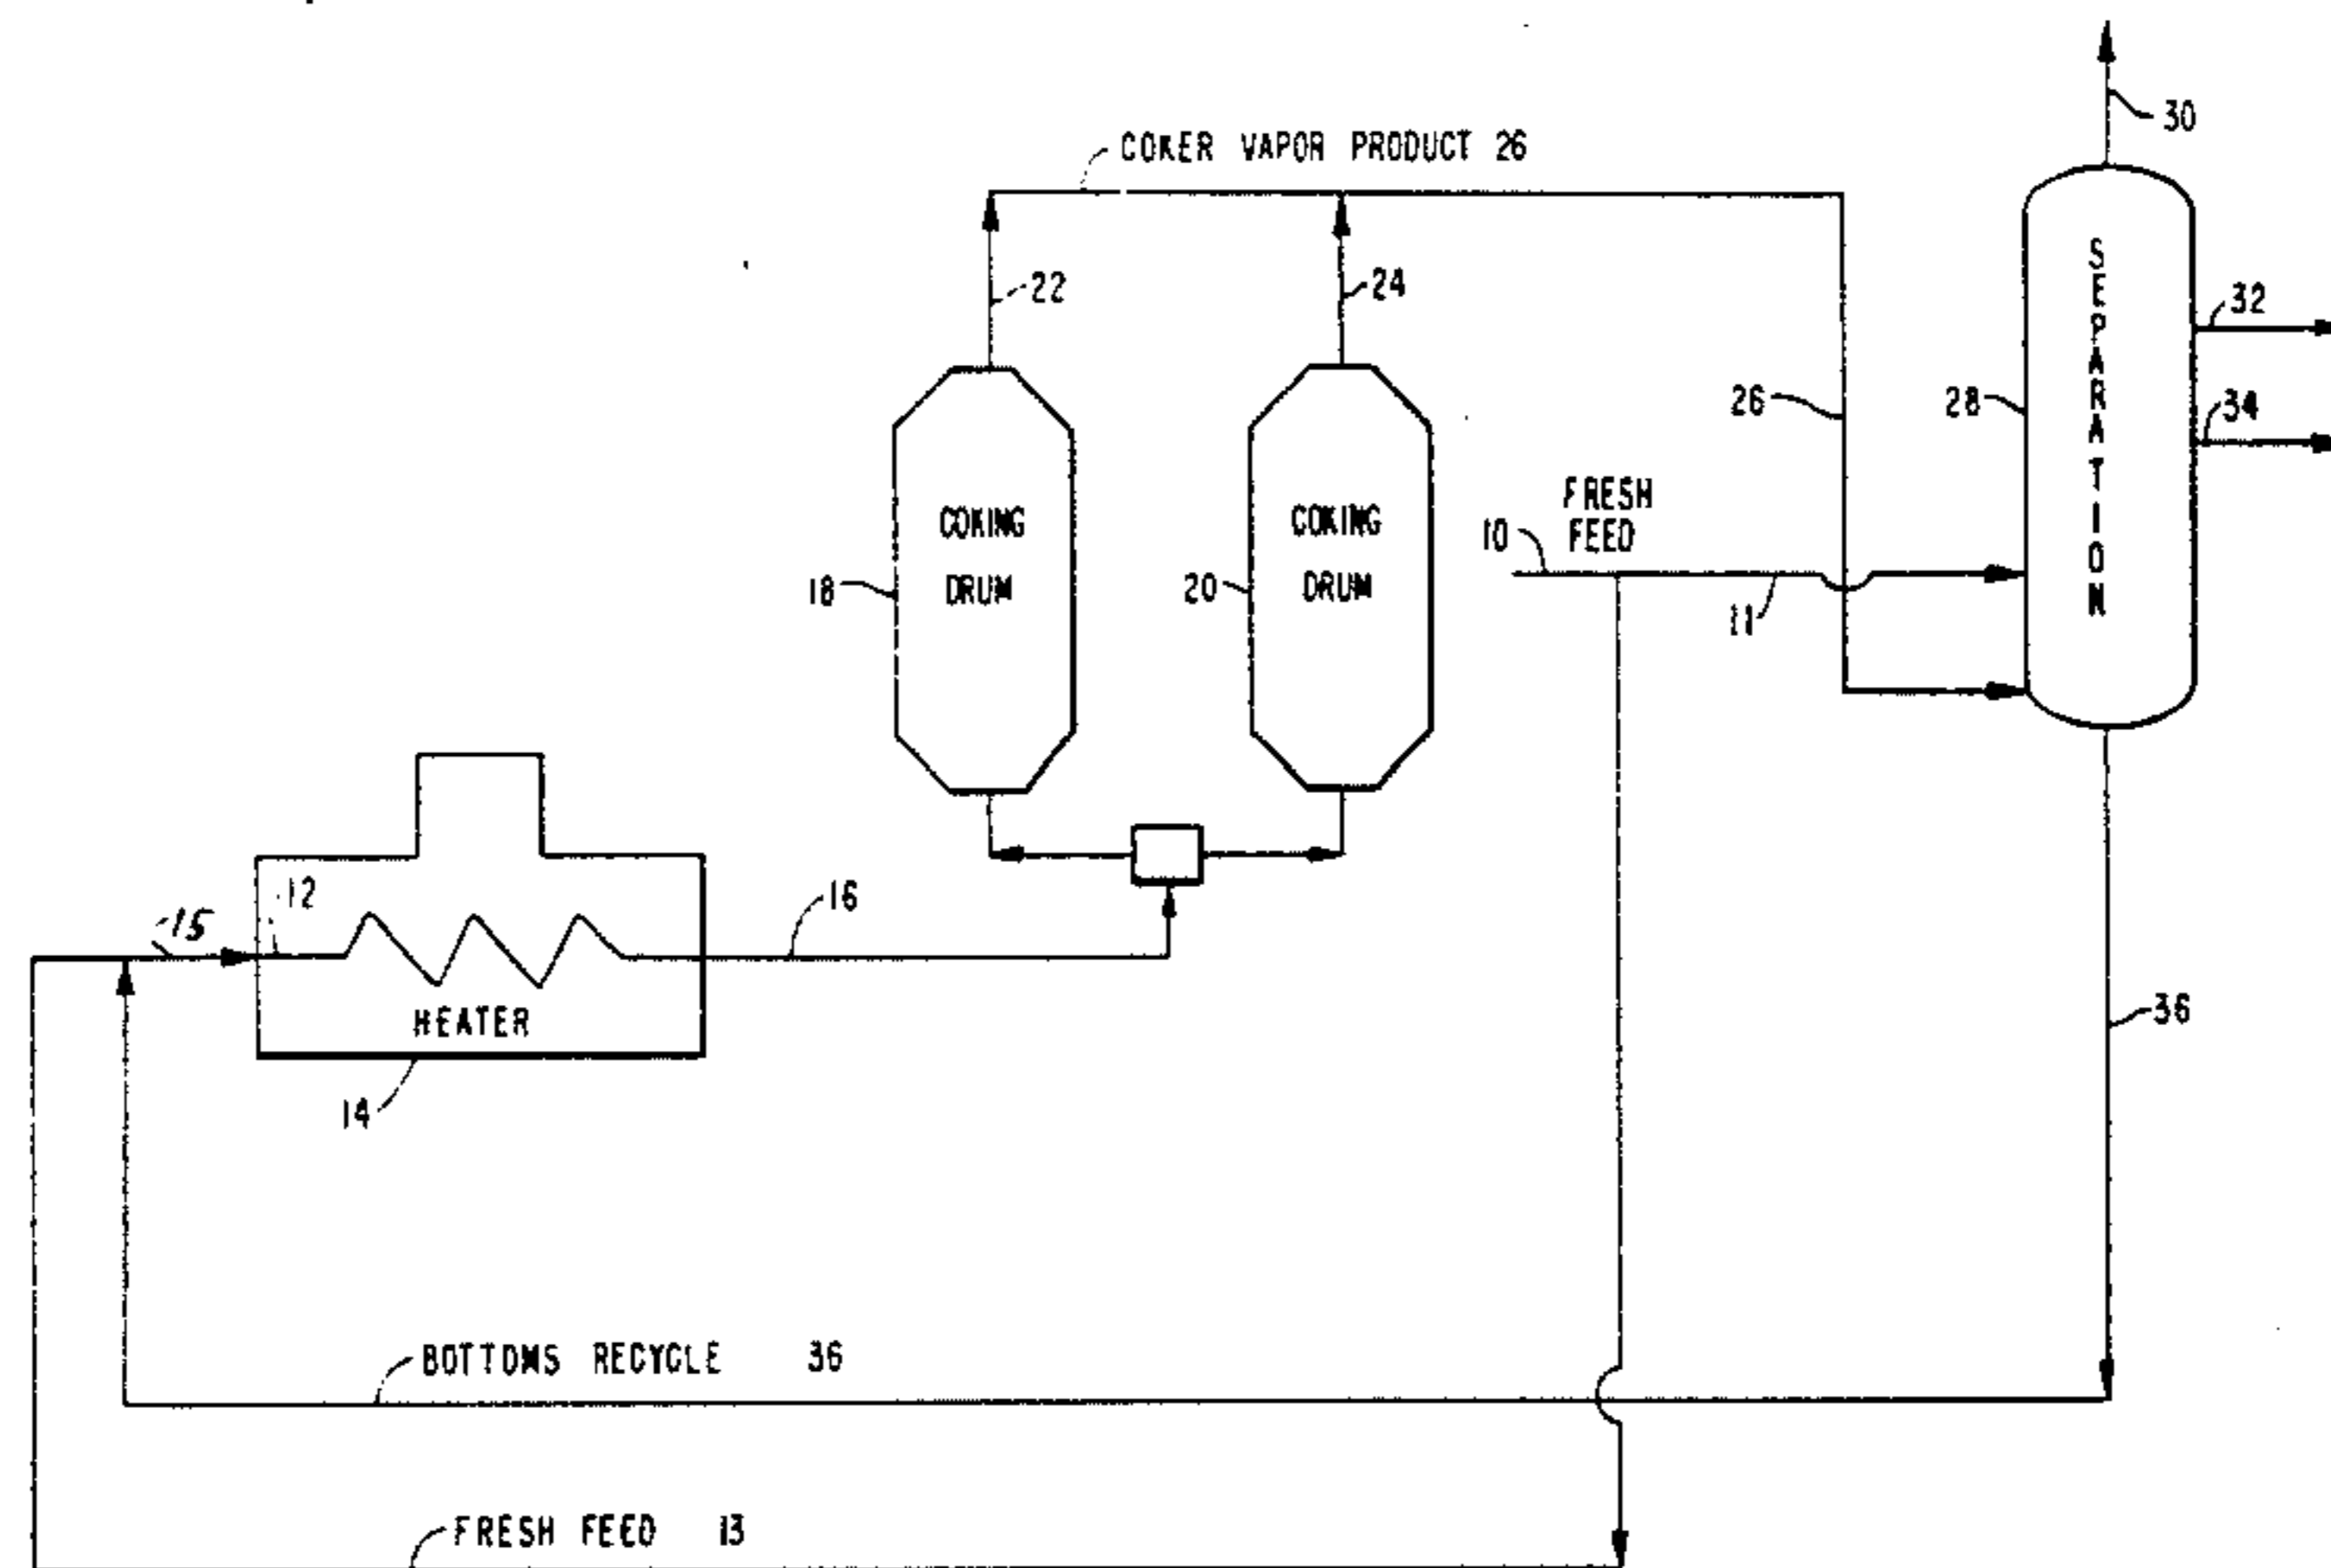 30
COKER VAPOR PRODUCT 26
22
24
32
26
28
34
SEPARATION
FRESH
FEED
10
COKING
DRUM
18
COKING
DRUM
20
11
12
15
16
HEATER
14
36
BOTTOMS RECYCLE 36
FRESH FEED 13